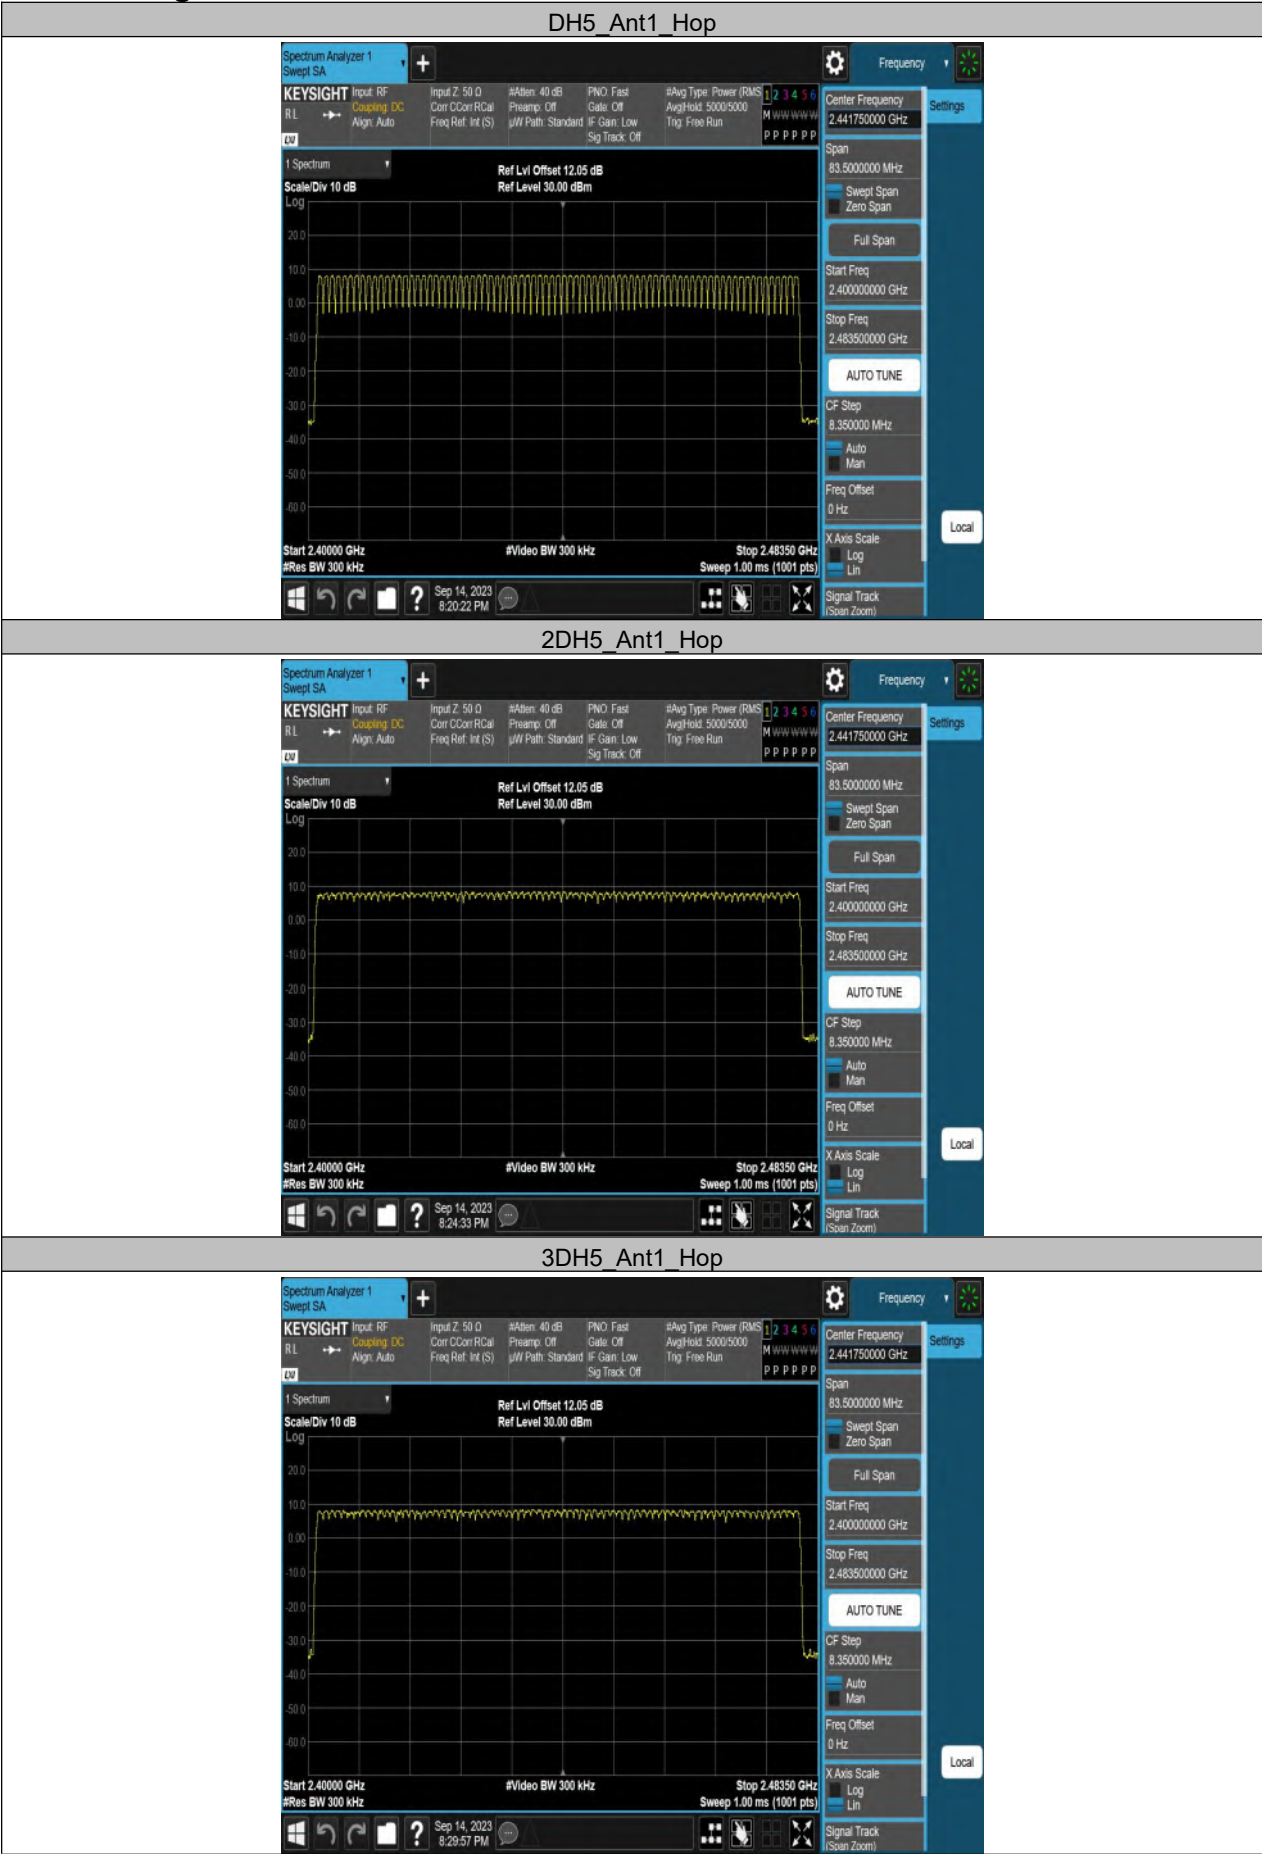 DH5_Ant1_Hop
Spectrum Analyzer 1
Swept SA
Frequency
KEYSIGHT
RL
LXI
Input: RF
Coupling: DC
Align: Auto
Input Z: 50 Ω
Corr CCorr RCal
Freq Ref: Int (S)
#Atten: 40 dB
Preamp: Off
µW Path: Standard
PNO: Fast
Gate: Off
IF Gain: Low
Sig Track: Off
#Avg Type: Power (RMS
Avg|Hold: 5000/5000
Trig: Free Run
1 2 3 4 5 6
M W W W W W
P P P P P P
Center Frequency
2.441750000 GHz
Settings
1 Spectrum
Scale/Div 10 dB
Log
Ref Lvl Offset 12.05 dB
Ref Level 30.00 dBm
20.0
10.0
0.00
-10.0
-20.0
-30.0
-40.0
-50.0
-60.0
Span
83.5000000 MHz
Swept Span
Zero Span
Full Span
Start Freq
2.400000000 GHz
Stop Freq
2.483500000 GHz
AUTO TUNE
CF Step
8.350000 MHz
Auto
Man
Freq Offset
0 Hz
X Axis Scale
Log
Lin
Signal Track
(Span Zoom)
Local
Start 2.40000 GHz
#Res BW 300 kHz
#Video BW 300 kHz
Stop 2.48350 GHz
Sweep 1.00 ms (1001 pts)
?
Sep 14, 2023
8:20:22 PM
2DH5_Ant1_Hop
Spectrum Analyzer 1
Swept SA
Frequency
KEYSIGHT
RL
LXI
Input: RF
Coupling: DC
Align: Auto
Input Z: 50 Ω
Corr CCorr RCal
Freq Ref: Int (S)
#Atten: 40 dB
Preamp: Off
µW Path: Standard
PNO: Fast
Gate: Off
IF Gain: Low
Sig Track: Off
#Avg Type: Power (RMS
Avg|Hold: 5000/5000
Trig: Free Run
1 2 3 4 5 6
M W W W W W
P P P P P P
Center Frequency
2.441750000 GHz
Settings
1 Spectrum
Scale/Div 10 dB
Log
Ref Lvl Offset 12.05 dB
Ref Level 30.00 dBm
20.0
10.0
0.00
-10.0
-20.0
-30.0
-40.0
-50.0
-60.0
Span
83.5000000 MHz
Swept Span
Zero Span
Full Span
Start Freq
2.400000000 GHz
Stop Freq
2.483500000 GHz
AUTO TUNE
CF Step
8.350000 MHz
Auto
Man
Freq Offset
0 Hz
X Axis Scale
Log
Lin
Signal Track
(Span Zoom)
Local
Start 2.40000 GHz
#Res BW 300 kHz
#Video BW 300 kHz
Stop 2.48350 GHz
Sweep 1.00 ms (1001 pts)
?
Sep 14, 2023
8:24:33 PM
3DH5_Ant1_Hop
Spectrum Analyzer 1
Swept SA
Frequency
KEYSIGHT
RL
LXI
Input: RF
Coupling: DC
Align: Auto
Input Z: 50 Ω
Corr CCorr RCal
Freq Ref: Int (S)
#Atten: 40 dB
Preamp: Off
µW Path: Standard
PNO: Fast
Gate: Off
IF Gain: Low
Sig Track: Off
#Avg Type: Power (RMS
Avg|Hold: 5000/5000
Trig: Free Run
1 2 3 4 5 6
M W W W W W
P P P P P P
Center Frequency
2.441750000 GHz
Settings
1 Spectrum
Scale/Div 10 dB
Log
Ref Lvl Offset 12.05 dB
Ref Level 30.00 dBm
20.0
10.0
0.00
-10.0
-20.0
-30.0
-40.0
-50.0
-60.0
Span
83.5000000 MHz
Swept Span
Zero Span
Full Span
Start Freq
2.400000000 GHz
Stop Freq
2.483500000 GHz
AUTO TUNE
CF Step
8.350000 MHz
Auto
Man
Freq Offset
0 Hz
X Axis Scale
Log
Lin
Signal Track
(Span Zoom)
Local
Start 2.40000 GHz
#Res BW 300 kHz
#Video BW 300 kHz
Stop 2.48350 GHz
Sweep 1.00 ms (1001 pts)
?
Sep 14, 2023
8:29:57 PM